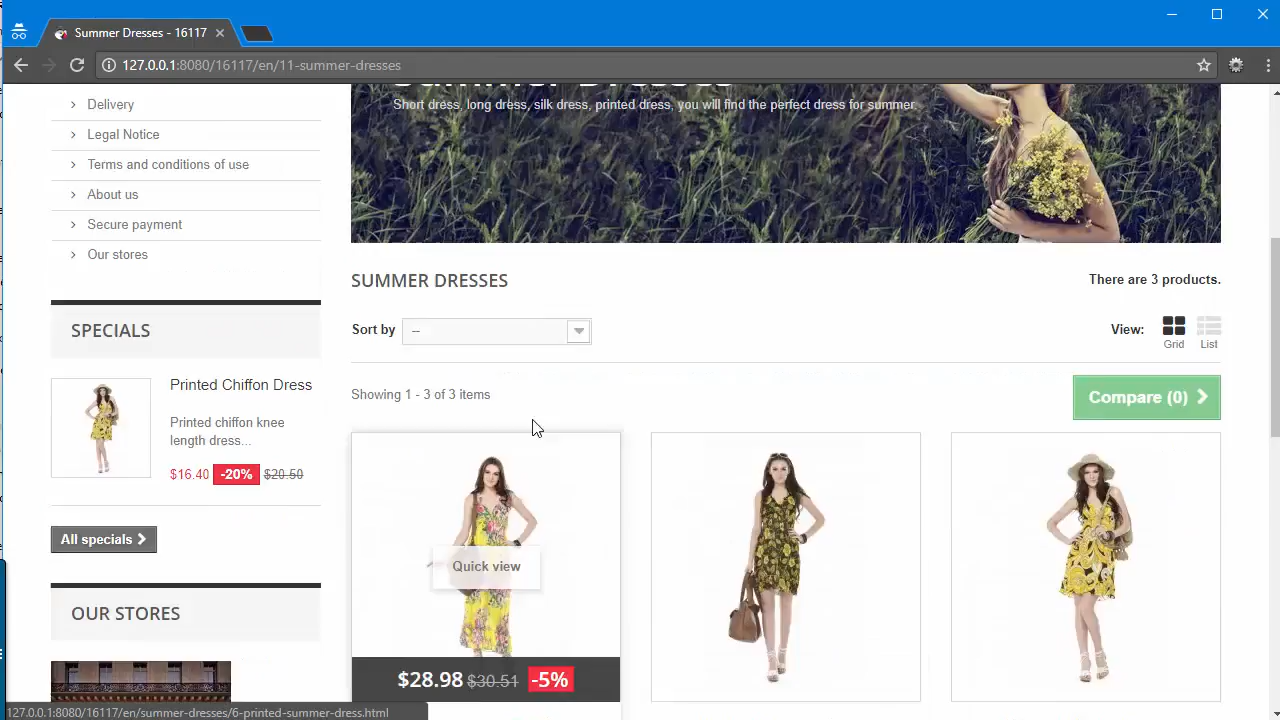 Summer Dresses - 16117
127.0.0.1:8080/16117/en/11-summer-dresses
Summer Dresses
Short dress, long dress, silk dress, printed dress, you will find the perfect dress for summer.
Delivery
Legal Notice
Terms and conditions of use
About us
Secure payment
Our stores
SPECIALS
Printed Chiffon Dress
Printed chiffon knee
length dress...
$16.40 -20% $20.50
All specials
OUR STORES
SUMMER DRESSES
There are 3 products.
Sort by --
View:
Grid
List
Showing 1 - 3 of 3 items
Compare (0)
Quick view
$28.98 $30.51 -5%
127.0.0.1:8080/16117/en/summer-dresses/6-printed-summer-dress.html